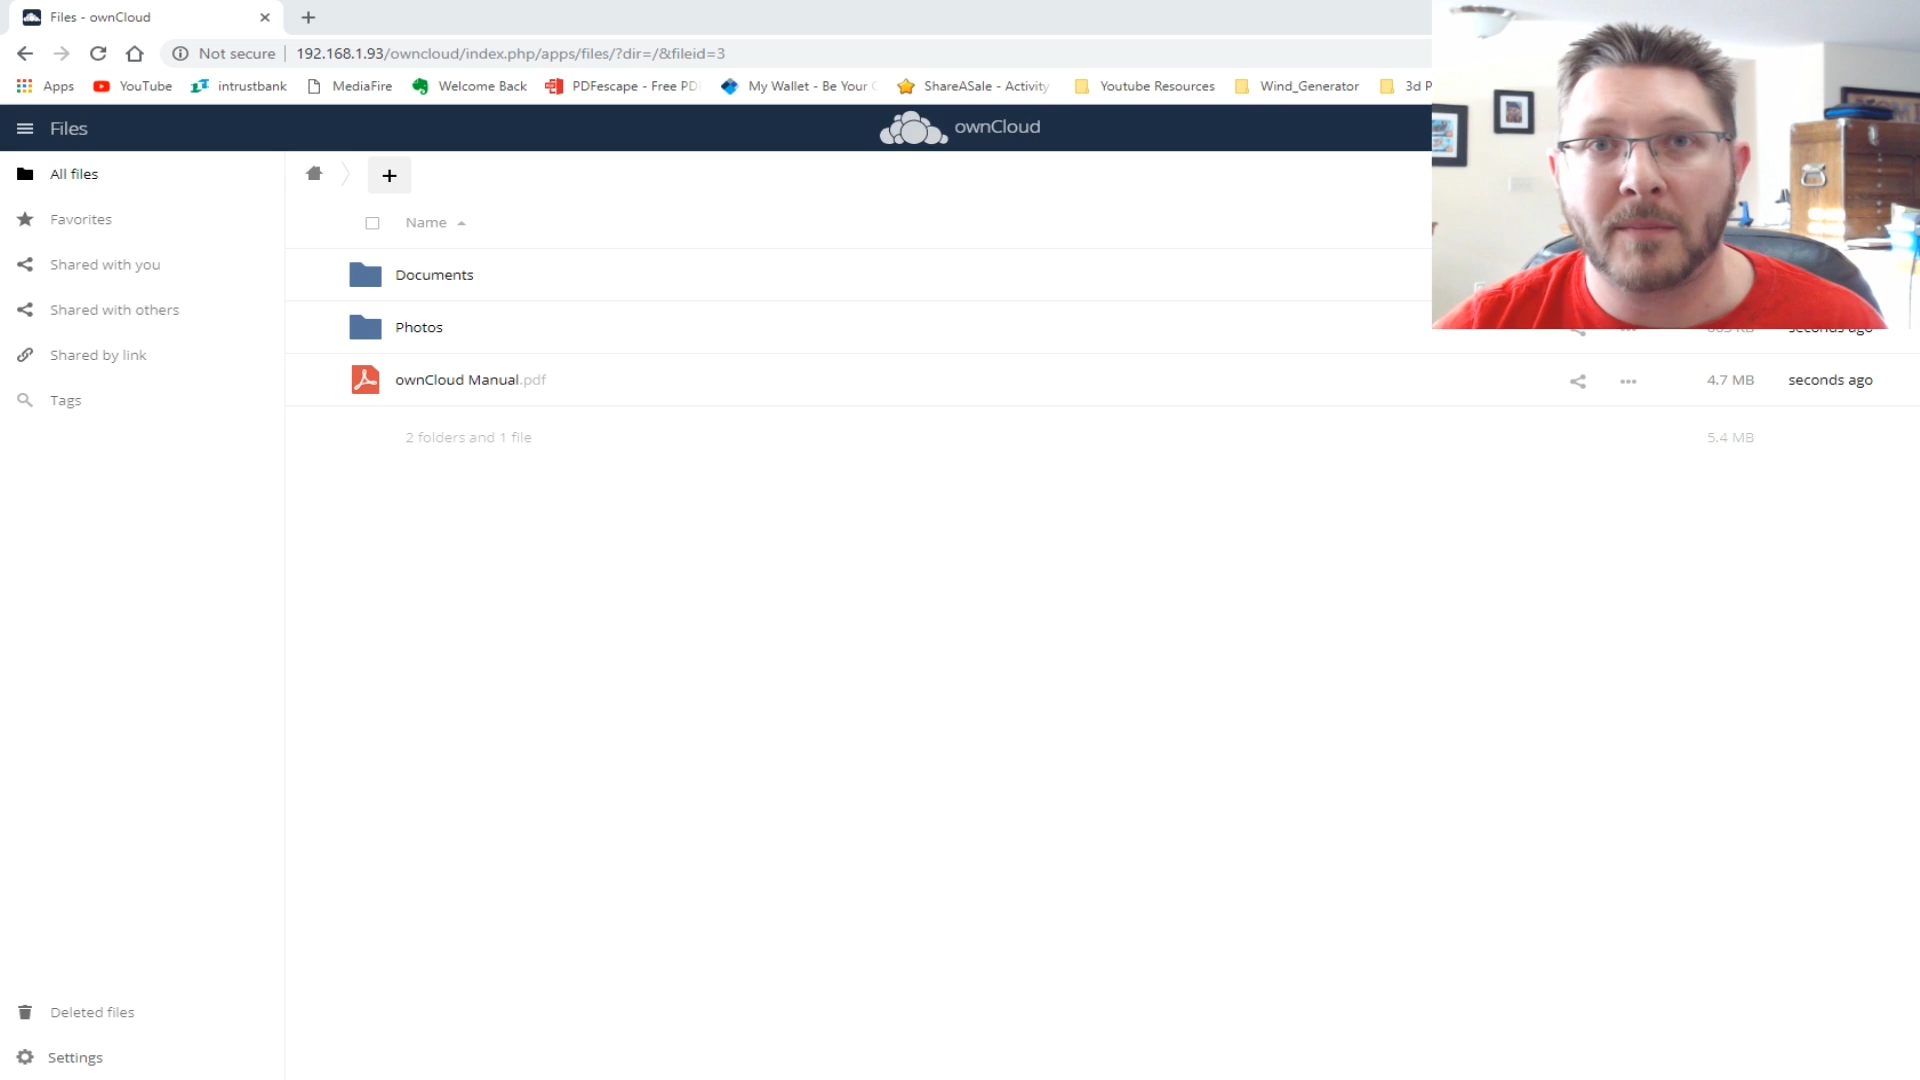 Files - ownCloud
Not secure 192.168.1.93/owncloud/index.php/apps/files/?dir=/&fileid=3
Apps YouTube intrustbank MediaFire Welcome Back PDFescape - Free PD My Wallet - Be Your ShareASale - Activity Youtube Resources Wind_Generator 3d P
Files ownCloud
All files
Favorites
Shared with you
Shared with others
Shared by link
Tags
Deleted files
Settings
+
Name
Documents
Photos seconds ago
ownCloud Manual.pdf 4.7 MB seconds ago
2 folders and 1 file 5.4 MB